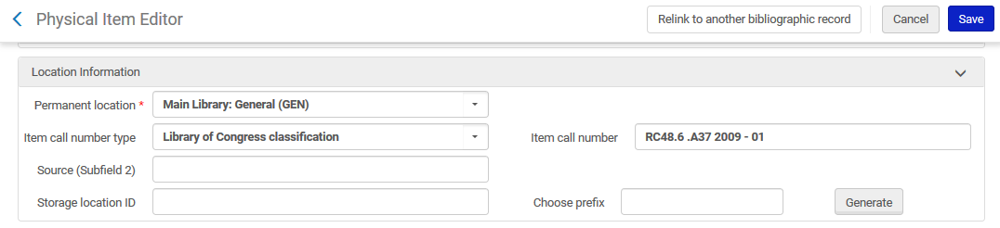 Physical Item Editor Relink to another bibliographic record Cancel Save
Location Information
Permanent location * Main Library: General (GEN)
Item call number type Library of Congress classification Item call number RC48.6 .A37 2009 - 01
Source (Subfield 2)
Storage location ID Choose prefix Generate